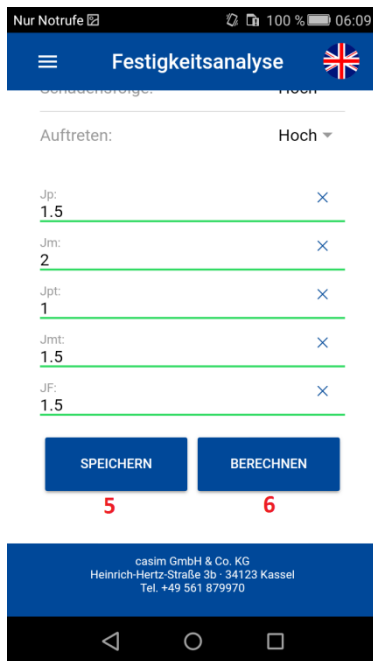 Nur Notrufe 100 % 06:09
Festigkeitsanalyse
Auftreten: Hoch
Jp:
1.5
Jm:
2
Jpt:
1
Jmt:
1.5
JF:
1.5
SPEICHERN BERECHNEN
5 6
casim GmbH & Co. KG
Heinrich-Hertz-Straße 3b · 34123 Kassel
Tel. +49 561 879970